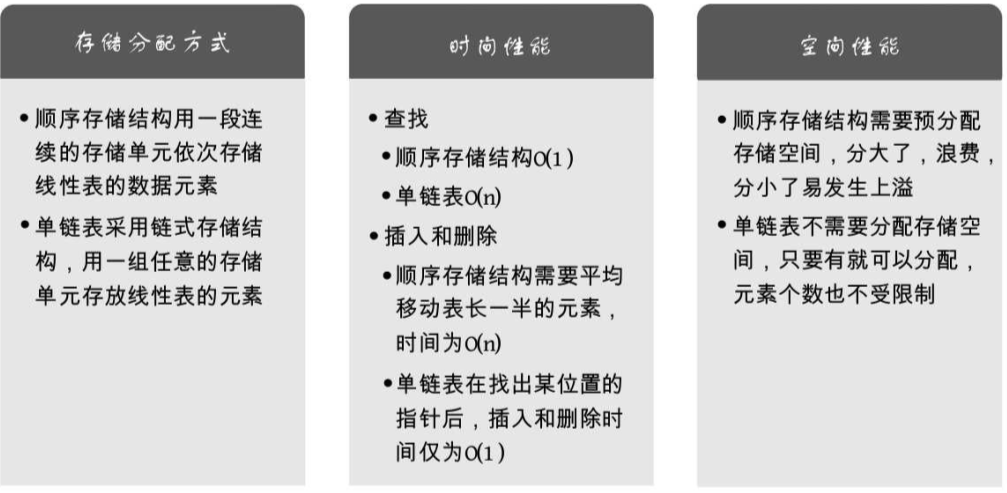 存储分配方式
• 顺序存储结构用一段连
续的存储单元依次存储
线性表的数据元素
• 单链表采用链式存储结
构，用一组任意的存储
单元存放线性表的元素
时间性能
• 查找
• 顺序存储结构O(1)
• 单链表O(n)
• 插入和删除
• 顺序存储结构需要平均
移动表长一半的元素，
时间为O(n)
• 单链表在找出某位置的
指针后，插入和删除时
间仅为O(1)
空间性能
• 顺序存储结构需要预分配
存储空间，分大了，浪费，
分小了易发生上溢
• 单链表不需要分配存储空
间，只要有就可以分配，
元素个数也不受限制